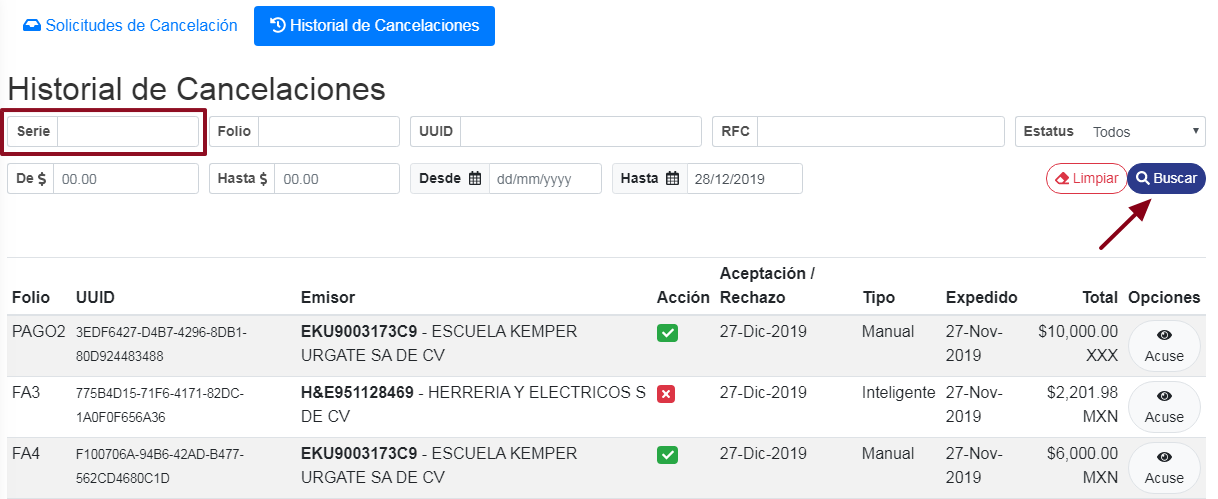 Solicitudes de Cancelación Historial de Cancelaciones
Historial de Cancelaciones
Serie Folio UUID RFC Estatus Todos
De $ 00.00 Hasta $ 00.00 Desde dd/mm/yyyy Hasta 28/12/2019 Limpiar Buscar
Aceptación /
Folio UUID Emisor Acción Rechazo Tipo Expedido Total Opciones
PAGO2 3EDF6427-D4B7-4296-8DB1- EKU9003173C9 - ESCUELA KEMPER 27-Dic-2019 Manual 27-Nov- $10,000.00
80D924483488 URGATE SA DE CV 2019 XXX Acuse
FA3 775B4D15-71F6-4171-82DC- H&E951128469 - HERRERIA Y ELECTRICOS S 27-Dic-2019 Inteligente 27-Nov- $2,201.98
1A0F0F656A36 DE CV 2019 MXN Acuse
FA4 F100706A-94B6-42AD-B477- EKU9003173C9 - ESCUELA KEMPER 27-Dic-2019 Manual 27-Nov- $6,000.00
562CD4680C1D URGATE SA DE CV 2019 MXN Acuse